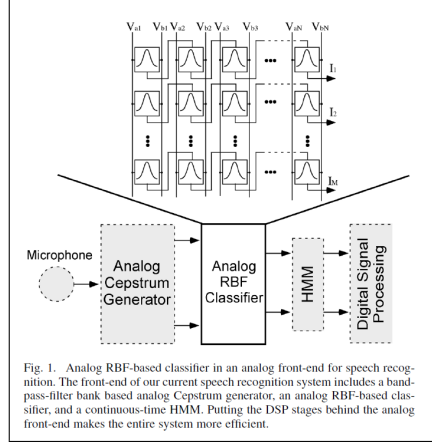 Va1 Vb1 Va2 Vb2 Va3 Vb3 VaN VbN
I1
I2
IM
Microphone
Analog
Cepstrum
Generator
Analog
RBF
Classifier
HMM
Digital Signal
Processing
Fig. 1. Analog RBF-based classifier in an analog front-end for speech recog-
nition. The front-end of our current speech recognition system includes a band-
pass-filter bank based analog Cepstrum generator, an analog RBF-based clas-
sifier, and a continuous-time HMM. Putting the DSP stages behind the analog
front-end makes the entire system more efficient.